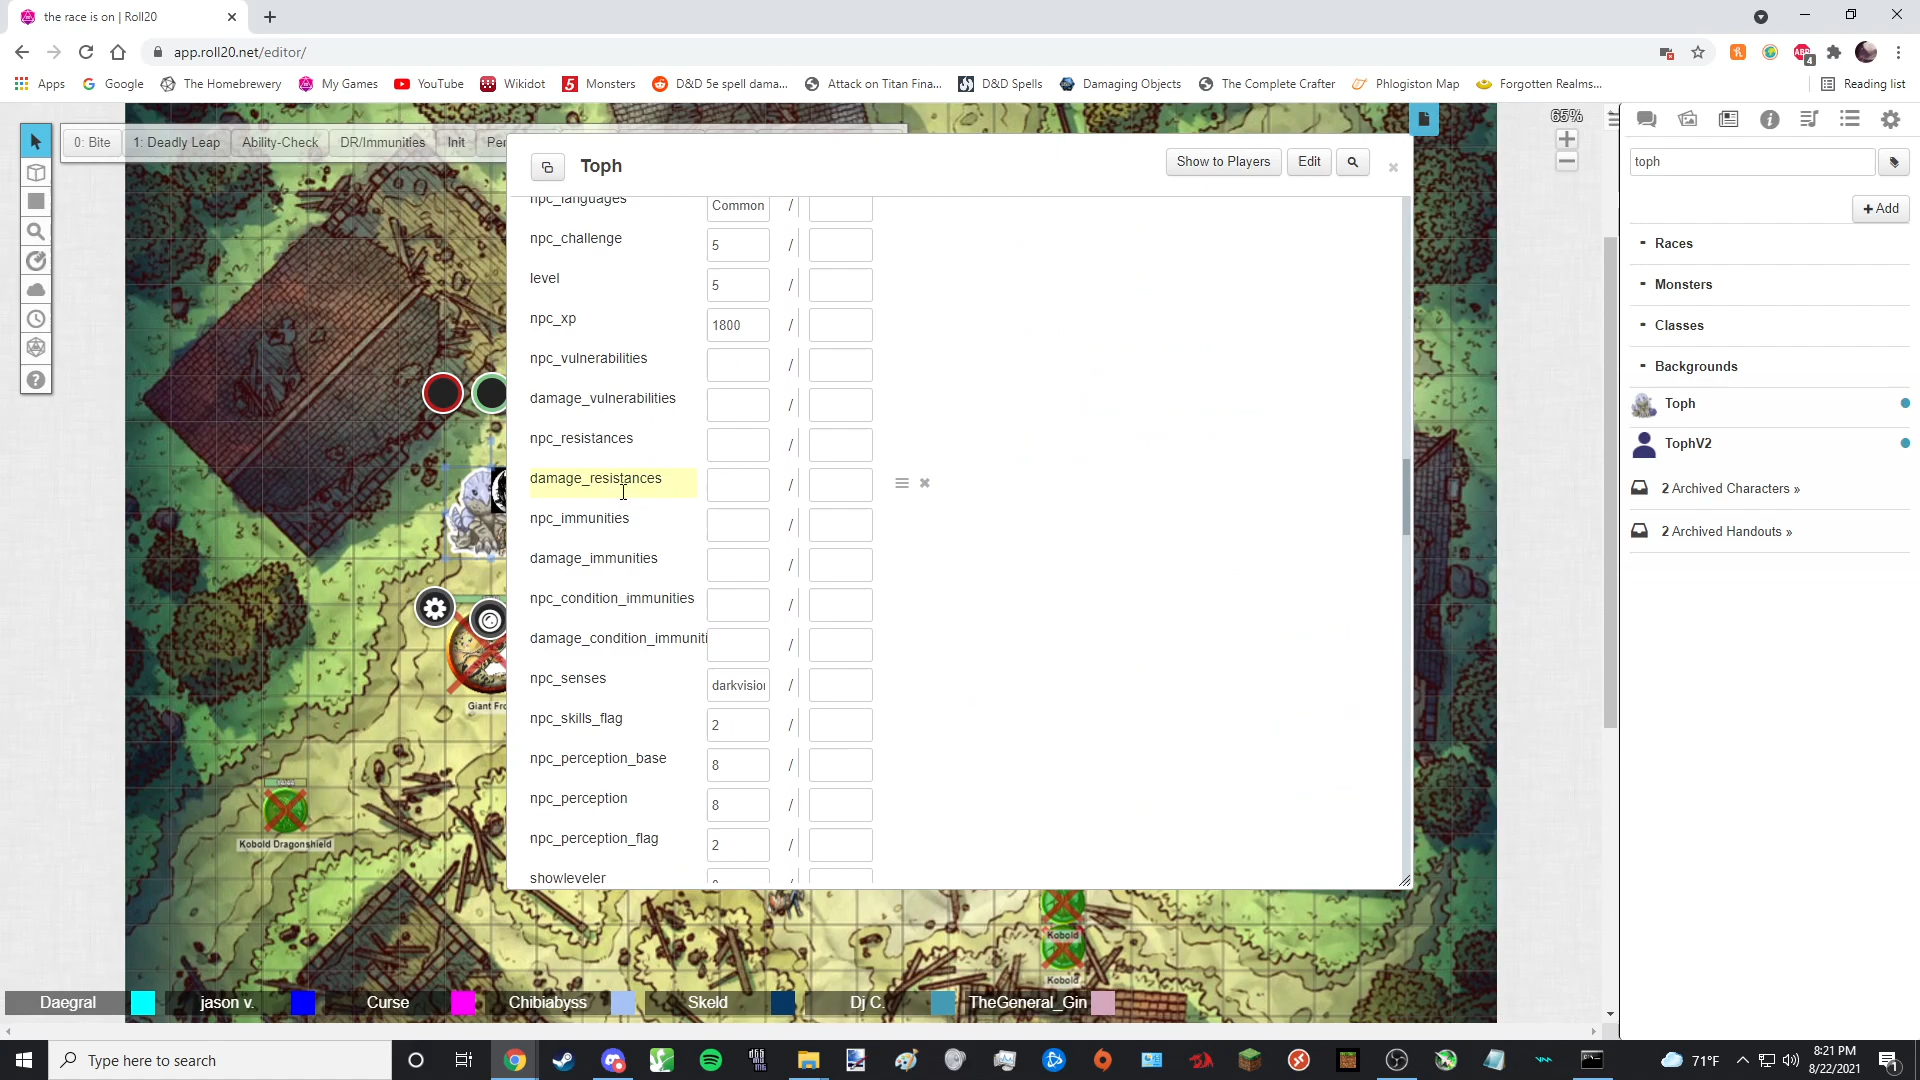 the race is on | Roll20
app.roll20.net/editor/
Apps
Google
The Homebrewery
My Games
YouTube
Wikidot
Monsters
D&D 5e spell dama...
Attack on Titan Fina...
D&D Spells
Damaging Objects
The Complete Crafter
Phlogiston Map
Forgotten Realms...
Reading list
0: Bite
1: Deadly Leap
Ability-Check
DR/Immunities
Init
Per
Toph
Show to Players
Edit
65%
toph
+ Add
npc_languages
Common
/
npc_challenge
5
/
level
5
/
npc_xp
1800
/
npc_vulnerabilities
/
damage_vulnerabilities
/
npc_resistances
/
damage_resistances
/
npc_immunities
/
damage_immunities
/
npc_condition_immunities
/
damage_condition_immuniti
/
npc_senses
darkvision
/
npc_skills_flag
2
/
npc_perception_base
8
/
npc_perception
8
/
npc_perception_flag
2
/
showleveler
- Races
- Monsters
- Classes
- Backgrounds
Toph
TophV2
2 Archived Characters »
2 Archived Handouts »
Giant Fro
Kobold Dragonshield
Kobold
Kobold
Daegral
jason v.
Curse
Chibiabyss
Skeld
Dj C.
TheGeneral_Gin
Type here to search
71°F
8:21 PM
8/22/2021